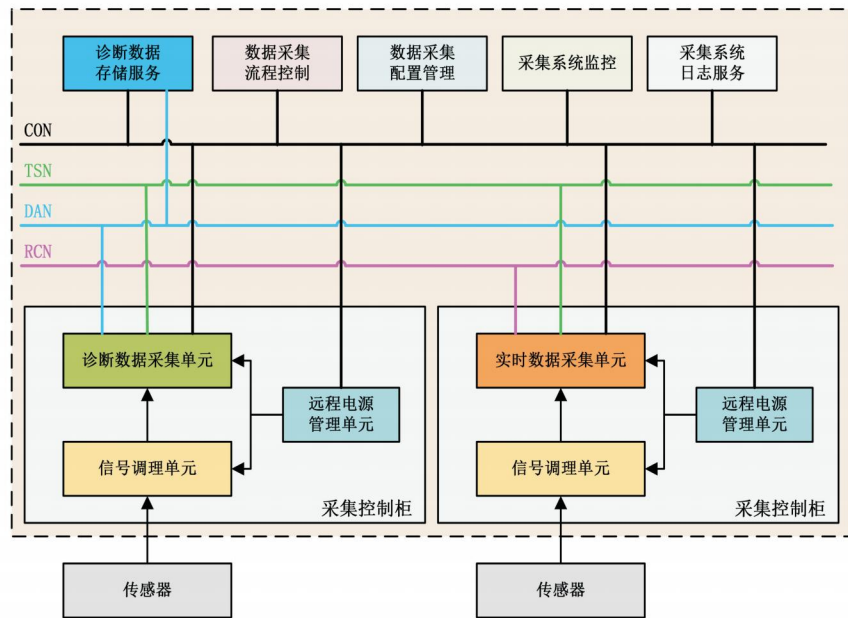 诊断数据
存储服务
数据采集
流程控制
数据采集
配置管理
采集系统监控
采集系统
日志服务
CON
TSN
DAN
RCN
诊断数据采集单元
远程电源
管理单元
信号调理单元
采集控制柜
实时数据采集单元
远程电源
管理单元
信号调理单元
采集控制柜
传感器
传感器